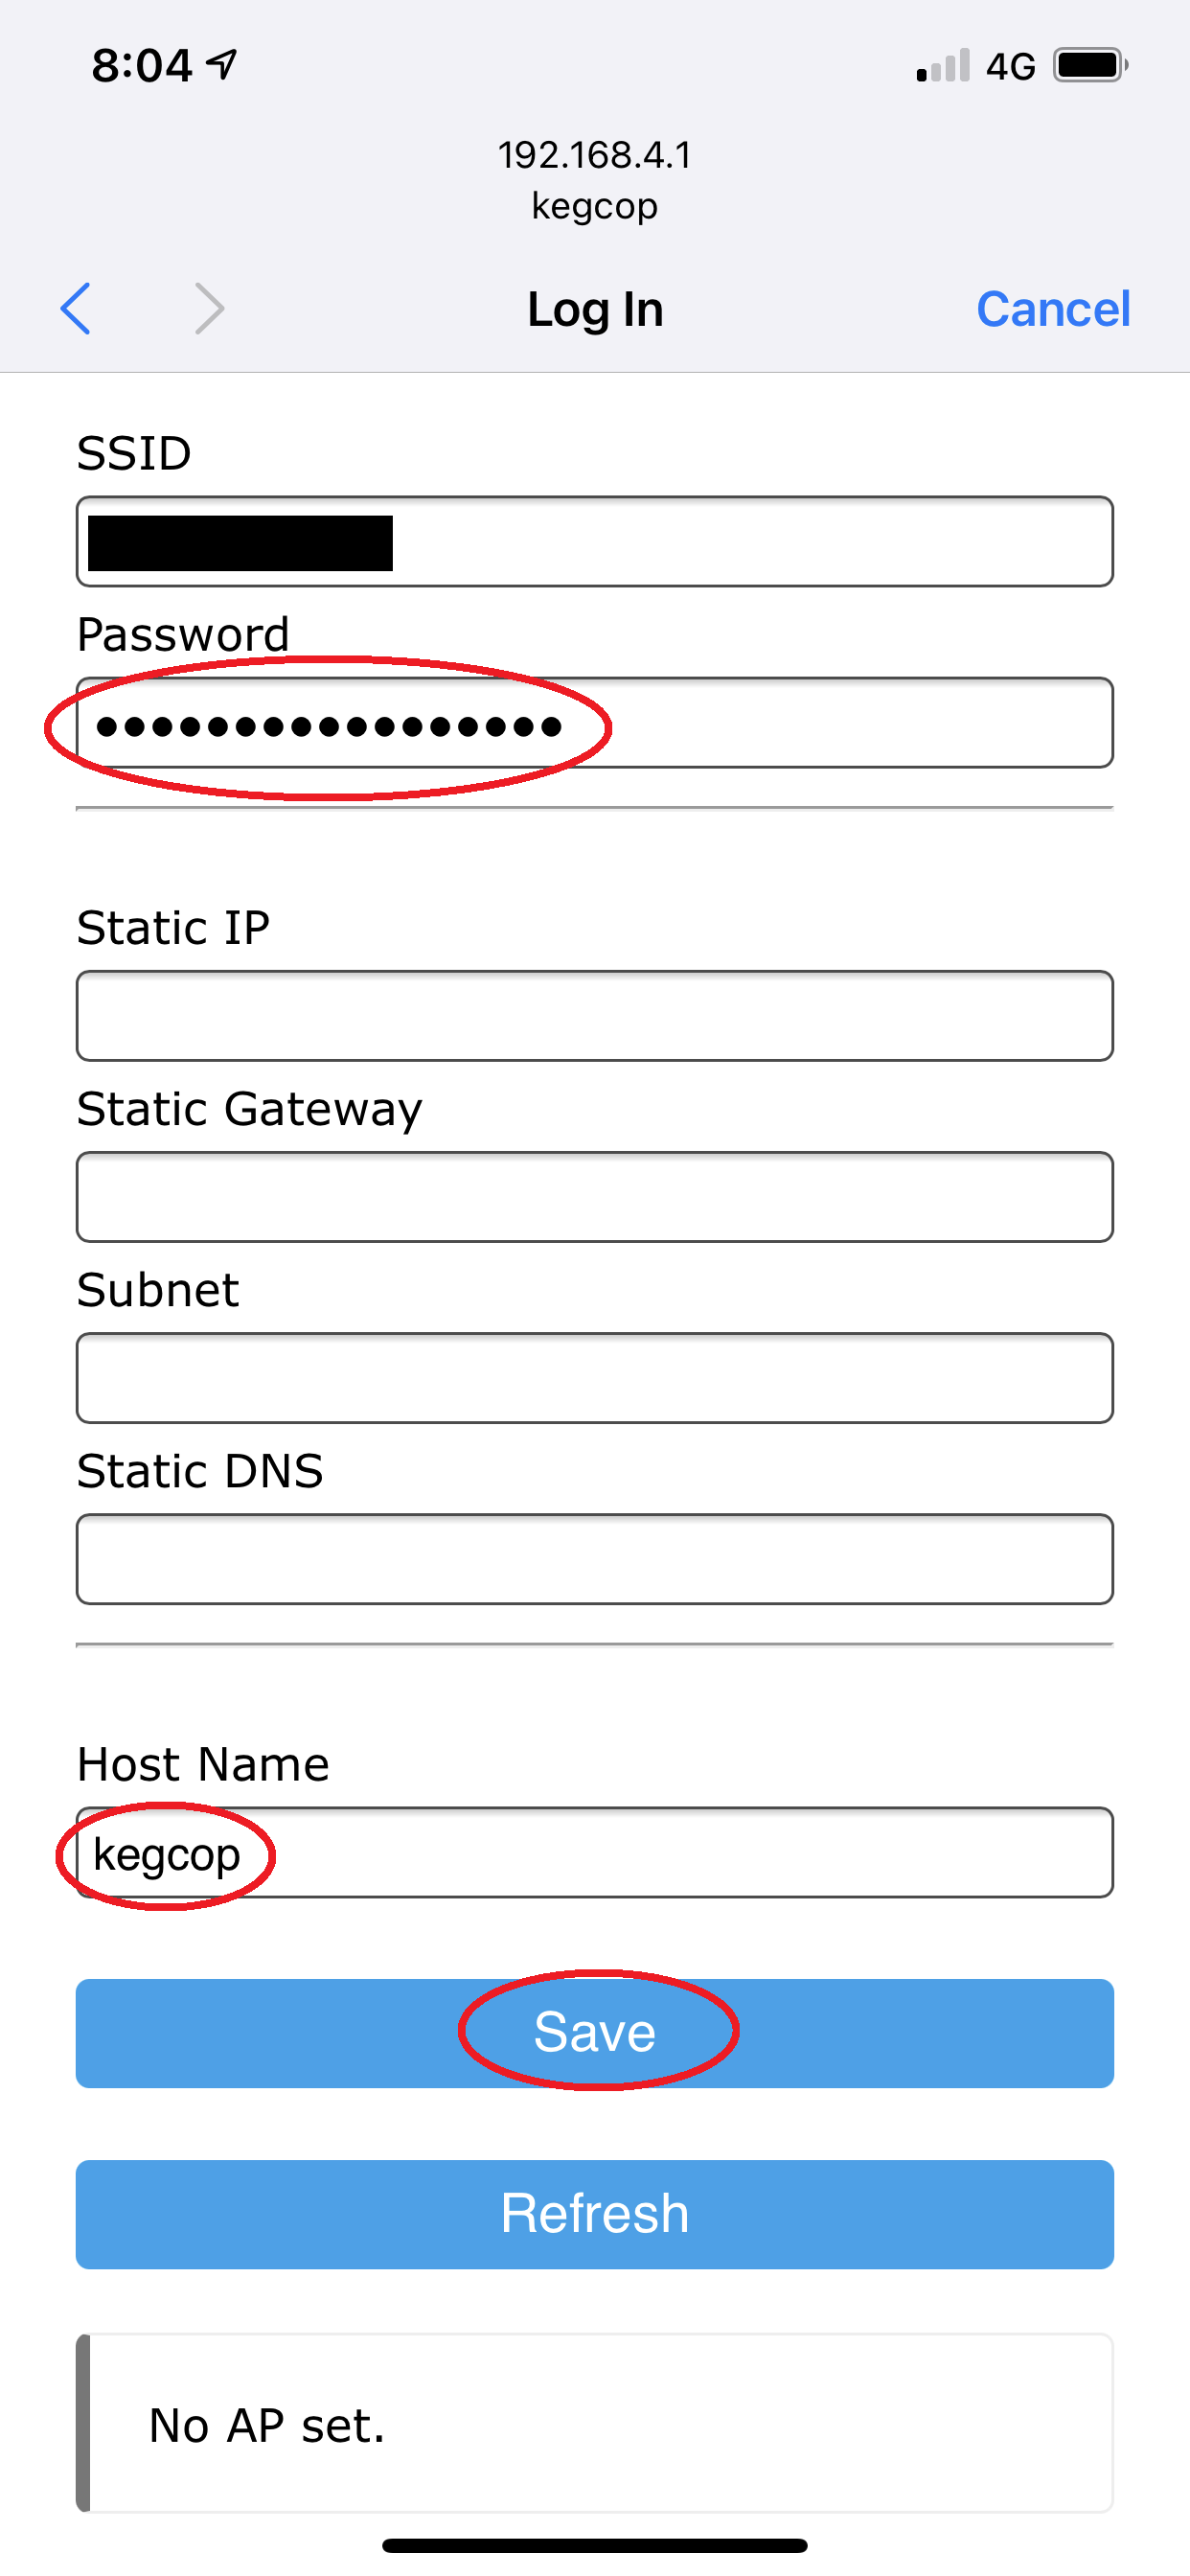 8:04
4G
192.168.4.1
kegcop
Log In
Cancel
SSID
Password
●●●●●●●●●●●●●●●●●
Static IP
Static Gateway
Subnet
Static DNS
Host Name
kegcop
Save
Refresh
No AP set.